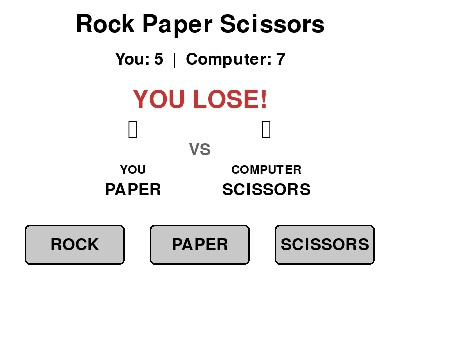 Rock Paper Scissors
You: 5 | Computer: 7
YOU LOSE!
VS
YOU COMPUTER
PAPER SCISSORS
ROCK PAPER SCISSORS